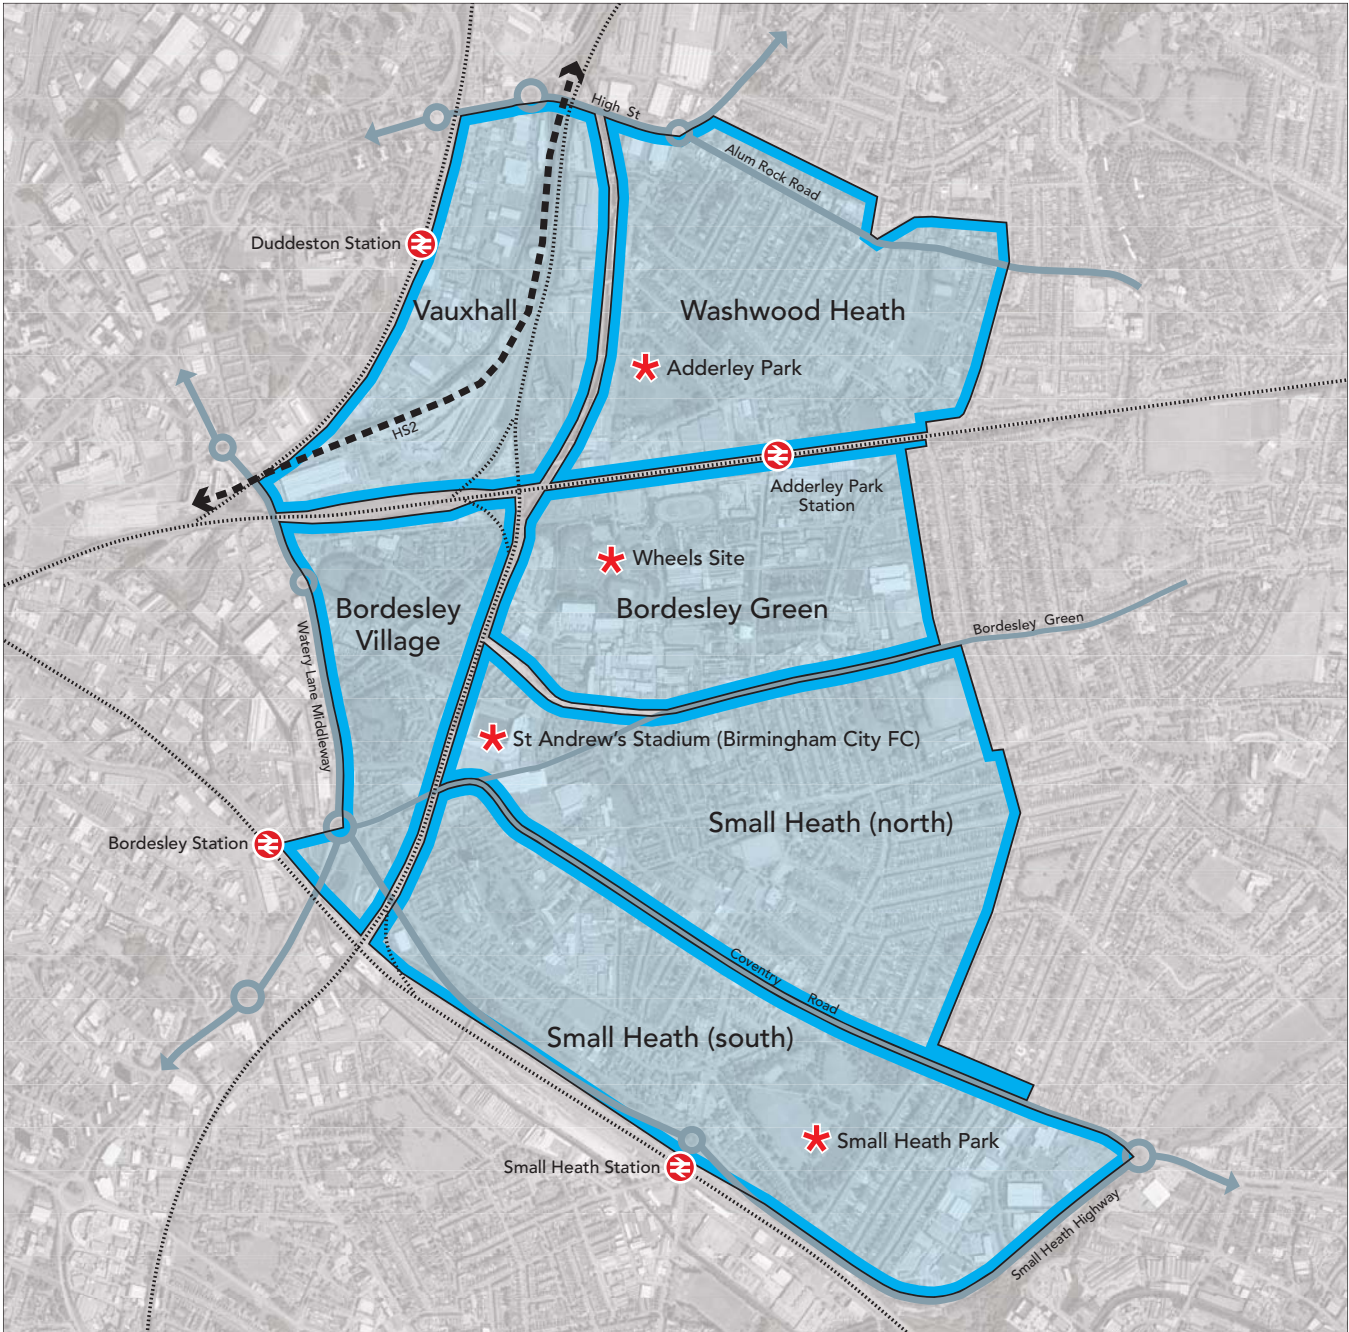 High St
Alum Rock Road
Duddeston Station
Vauxhall
Washwood Heath
Adderley Park
HS2
Adderley Park
Station
Wheels Site
Bordesley
Village
Bordesley Green
Bordesley Green
Watery Lane Middleway
St Andrew's Stadium (Birmingham City FC)
Small Heath (north)
Bordesley Station
Coventry Road
Small Heath (south)
Small Heath Park
Small Heath Station
Small Heath Highway